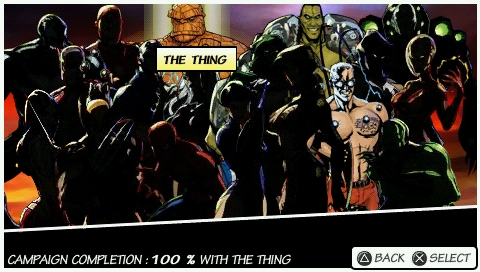 THE THING
CAMPAIGN COMPLETION : 100 % WITH THE THING
BACK SELECT